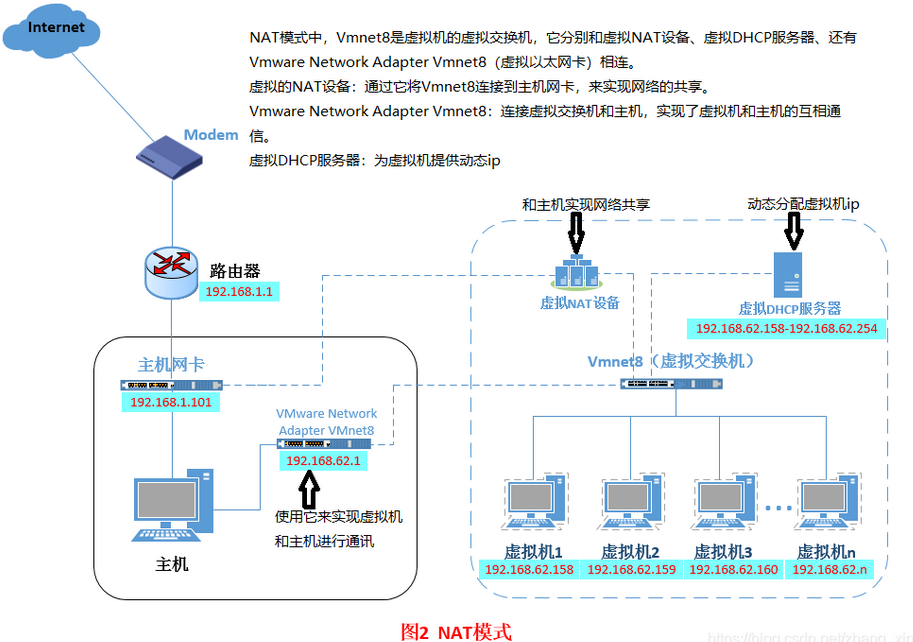 Internet
NAT模式中，Vmnet8是虚拟机的虚拟交换机，它分别和虚拟NAT设备、虚拟DHCP服务器、还有
Vmware Network Adapter Vmnet8（虚拟以太网卡）相连。
虚拟的NAT设备：通过它将Vmnet8连接到主机网卡，来实现网络的共享。
Vmware Network Adapter Vmnet8：连接虚拟交换机和主机，实现了虚拟机和主机的互相通
信。
虚拟DHCP服务器：为虚拟机提供动态ip
Modem
和主机实现网络共享
动态分配虚拟机ip
路由器
192.168.1.1
虚拟NAT设备
虚拟DHCP服务器
192.168.62.158-192.168.62.254
主机网卡
192.168.1.101
Vmnet8（虚拟交换机）
VMware Network
Adapter VMnet8
192.168.62.1
使用它来实现虚拟机
和主机进行通讯
主机
虚拟机1
虚拟机2
虚拟机3
虚拟机n
192.168.62.158
192.168.62.159
192.168.62.160
192.168.62.n
图2 NAT模式